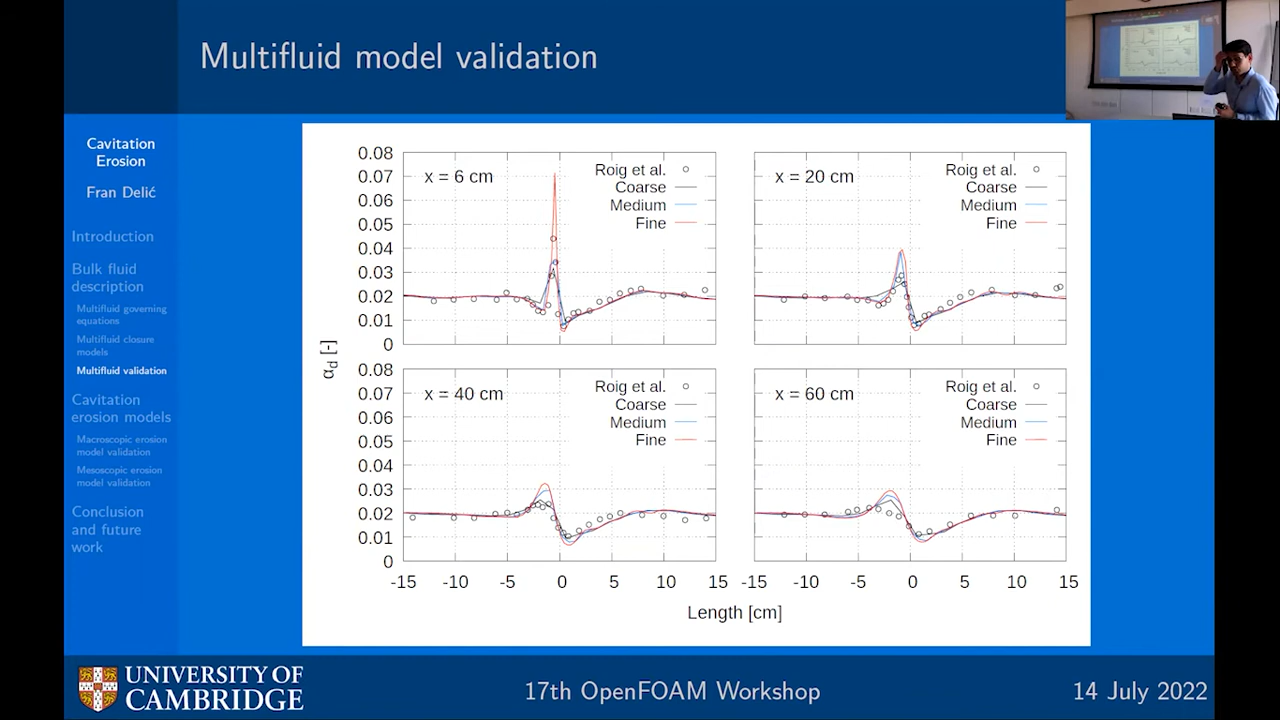 Multifluid model validation
Cavitation
Erosion
Fran Delić
Introduction
Bulk fluid
description
Multifluid governing
equations
Multifluid closure
models
Multifluid validation
Cavitation
erosion models
Macroscopic erosion
model validation
Mesoscopic erosion
model validation
Conclusion
and future
work
0.08
0.07
0.06
0.05
0.04
0.03
0.02
0.01
0
x = 6 cm
Roig et al.
Coarse
Medium
Fine
x = 20 cm
Roig et al.
Coarse
Medium
Fine
αd [-]
0.08
0.07
0.06
0.05
0.04
0.03
0.02
0.01
0
x = 40 cm
Roig et al.
Coarse
Medium
Fine
x = 60 cm
Roig et al.
Coarse
Medium
Fine
-15 -10 -5 0 5 10 15
-15 -10 -5 0 5 10 15
Length [cm]
UNIVERSITY OF
CAMBRIDGE
17th OpenFOAM Workshop
14 July 2022